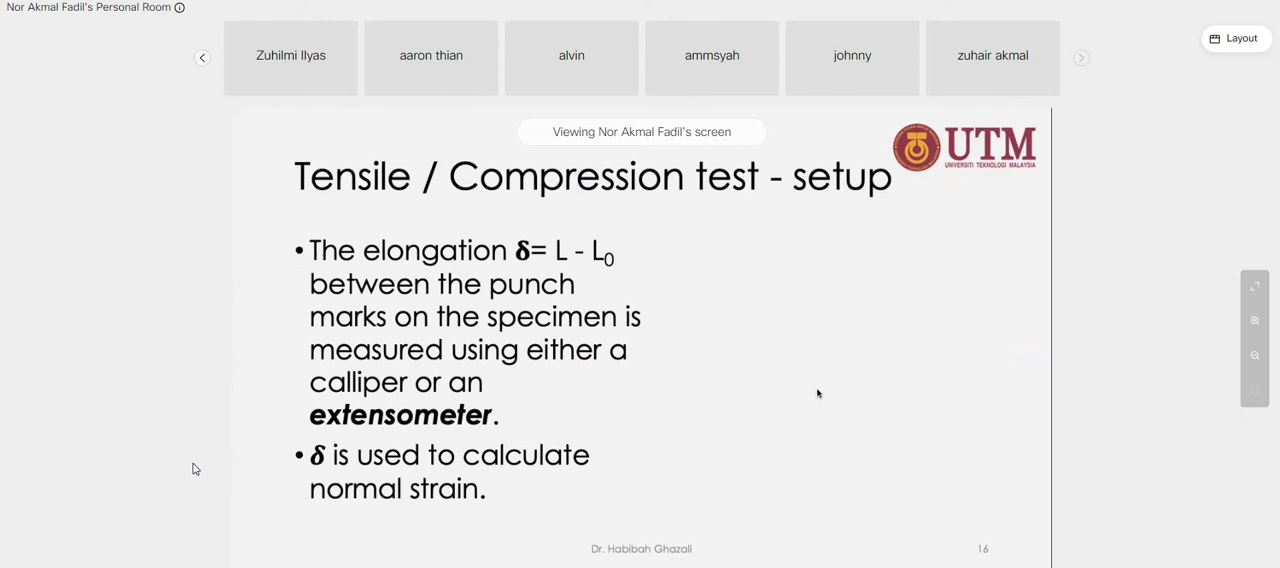 Nor Akmal Fadil's Personal Room
Layout
Zuhilmi Ilyas
aaron thian
alvin
ammsyah
johnny
zuhair akmal
Viewing Nor Akmal Fadil's screen
UTM
UNIVERSITI TEKNOLOGI MALAYSIA
Tensile / Compression test - setup
• The elongation δ= L - L₀
between the punch
marks on the specimen is
measured using either a
calliper or an
extensometer.
• δ is used to calculate
normal strain.
Dr. Habibah Ghazali
16